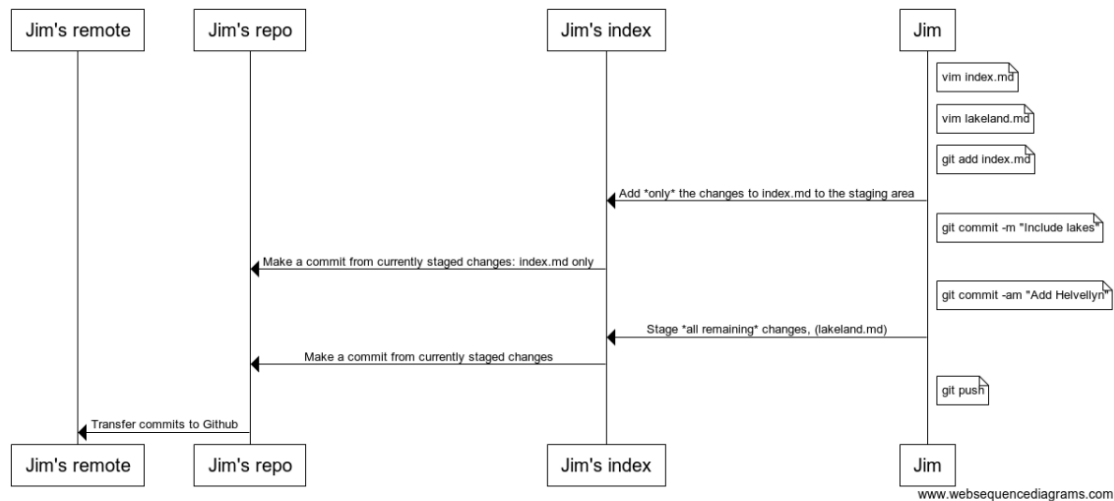 Jim's remote
Jim's repo
Jim's index
Jim
vim index.md
vim lakeland.md
git add index.md
Add *only* the changes to index.md to the staging area
git commit -m "Include lakes"
Make a commit from currently staged changes: index.md only
git commit -am "Add Helvellyn"
Stage *all remaining* changes, (lakeland.md)
Make a commit from currently staged changes
git push
Transfer commits to Github
Jim's remote
Jim's repo
Jim's index
Jim
www.websequencediagrams.com